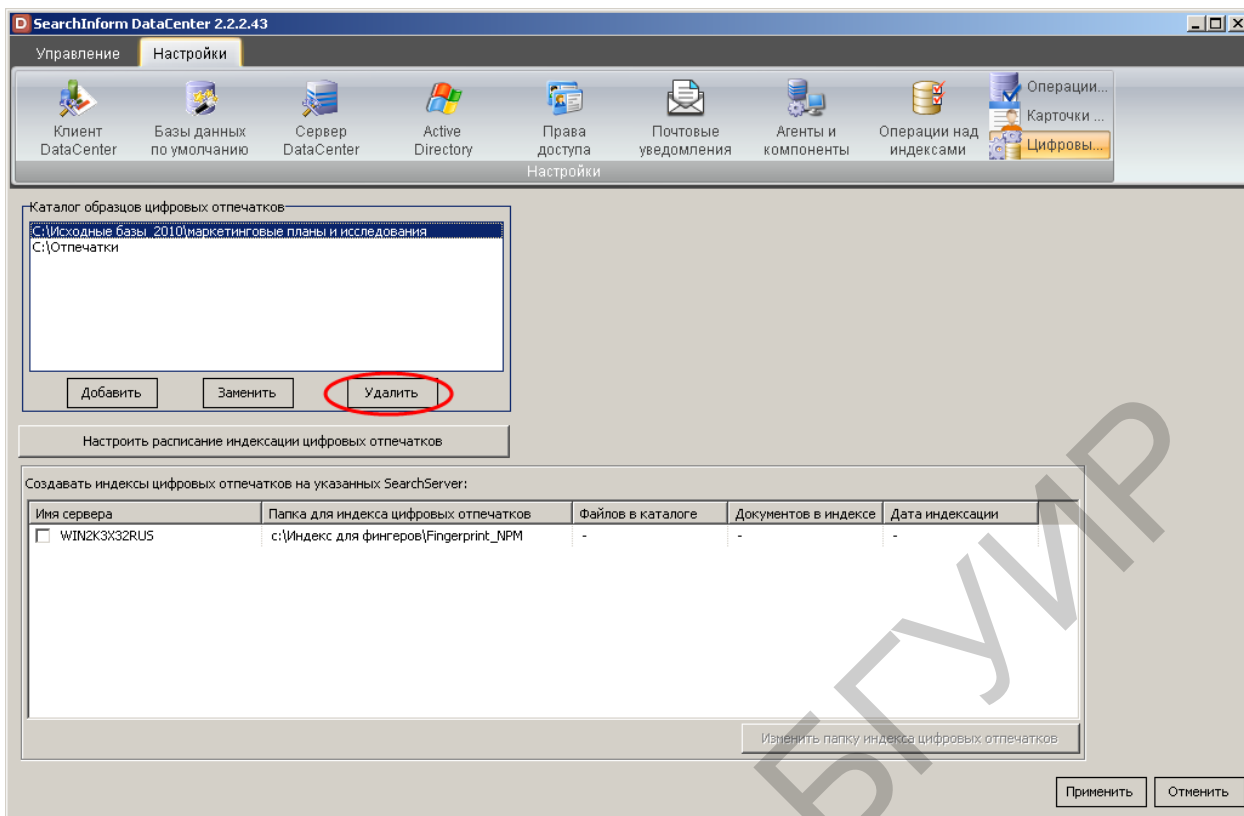 SearchInform DataCenter 2.2.2.43
Управление
Настройки
Клиент
DataCenter
Базы данных
по умолчанию
Сервер
DataCenter
Active
Directory
Права
доступа
Почтовые
уведомления
Агенты и
компоненты
Операции над
индексами
Операции...
Карточки ...
Цифровы...
Настройки
Каталог образцов цифровых отпечатков
C:\Исходные базы_2010\маркетинговые планы и исследования
C:\Отпечатки
Добавить
Заменить
Удалить
Настроить расписание индексации цифровых отпечатков
Создавать индексы цифровых отпечатков на указанных SearchServer:
Имя сервера
Папка для индекса цифровых отпечатков
Файлов в каталоге
Документов в индексе
Дата индексации
WIN2K3X32RUS
c:\Индекс для фингеров\Fingerprint_NPM
-
-
-
Изменить папку индекса цифровых отпечатков
Применить
Отменить
БГУИР